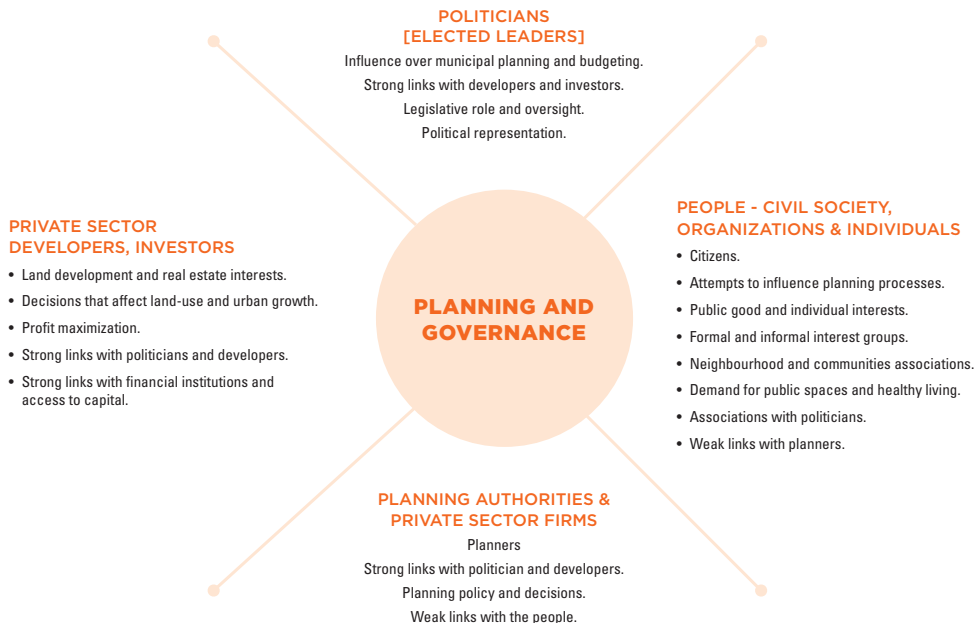 POLITICIANS
[ELECTED LEADERS]
Influence over municipal planning and budgeting.
Strong links with developers and investors.
Legislative role and oversight.
Political representation.
PRIVATE SECTOR
DEVELOPERS, INVESTORS
• Land development and real estate interests.
• Decisions that affect land-use and urban growth.
• Profit maximization.
• Strong links with politicians and developers.
• Strong links with financial institutions and
access to capital.
PLANNING AND
GOVERNANCE
PEOPLE - CIVIL SOCIETY,
ORGANIZATIONS & INDIVIDUALS
• Citizens.
• Attempts to influence planning processes.
• Public good and individual interests.
• Formal and informal interest groups.
• Neighbourhood and communities associations.
• Demand for public spaces and healthy living.
• Associations with politicians.
• Weak links with planners.
PLANNING AUTHORITIES &
PRIVATE SECTOR FIRMS
Planners
Strong links with politician and developers.
Planning policy and decisions.
Weak links with the people.